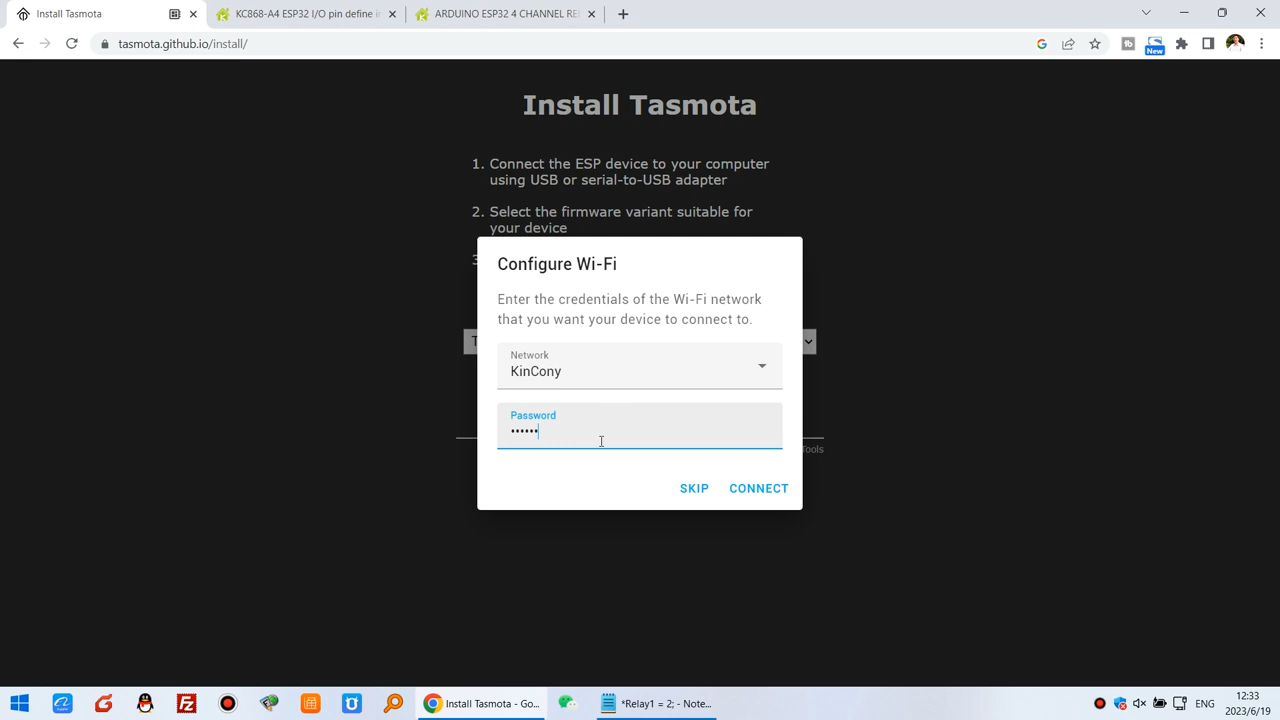 Install Tasmota
KC868-A4 ESP32 I/O pin define in
ARDUINO ESP32 4 CHANNEL RE
tasmota.github.io/install/
New
Install Tasmota
1. Connect the ESP device to your computer
using USB or serial-to-USB adapter
2. Select the firmware variant suitable for
your device
3
Configure Wi-Fi
Enter the credentials of the Wi-Fi network
that you want your device to connect to.
Network
KinCony
Password
••••••
Tools
SKIP
CONNECT
Install Tasmota - Go...
*Relay1 = 2; - Note...
ENG
12:33
2023/6/19